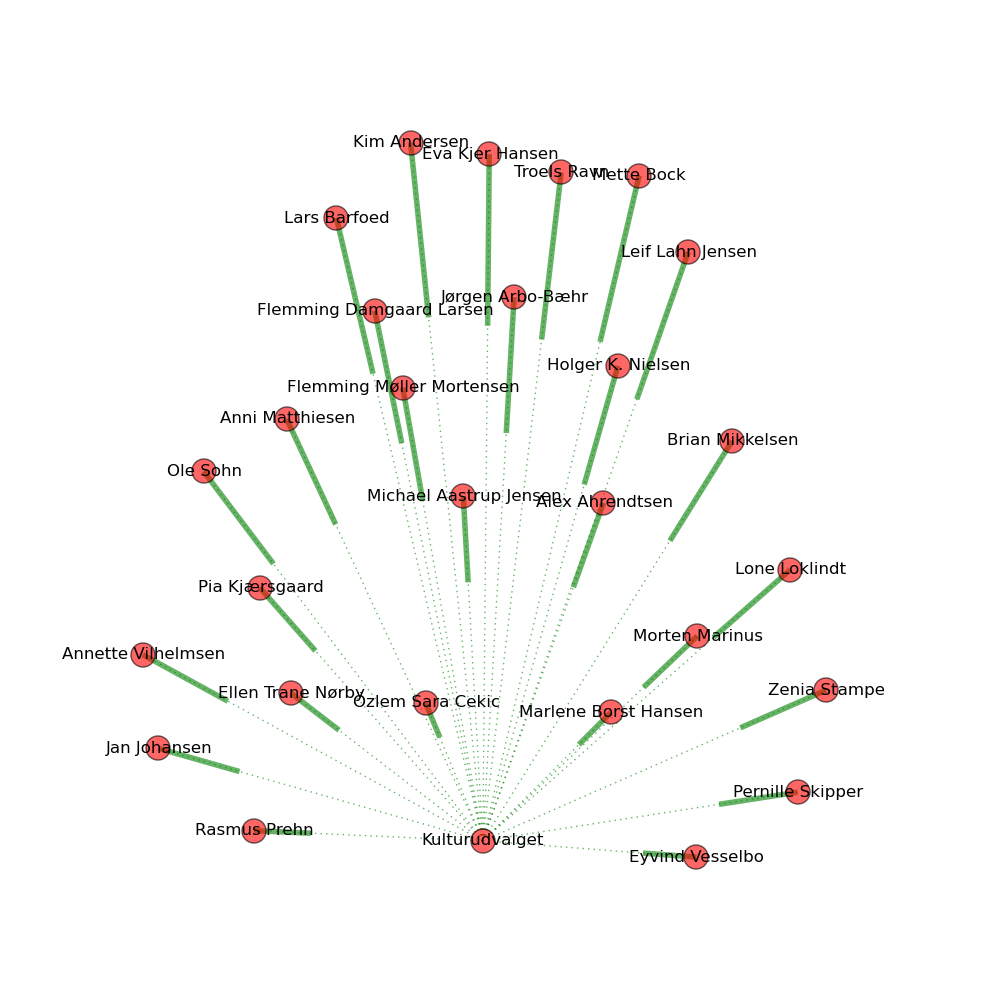 Kim Andersen
Eva Kjer Hansen
Troels Ravn
Mette Bock
Lars Barfoed
Leif Lahn Jensen
Jørgen Arbo-Bæhr
Flemming Damgaard Larsen
Holger K. Nielsen
Flemming Møller Mortensen
Anni Matthiesen
Brian Mikkelsen
Ole Sohn
Michael Aastrup Jensen
Alex Ahrendtsen
Lone Loklindt
Pia Kjærsgaard
Morten Marinus
Annette Vilhelmsen
Ellen Trane Nørby
Özlem Sara Cekic
Zenia Stampe
Marlene Borst Hansen
Jan Johansen
Pernille Skipper
Rasmus Prehn
Kulturudvalget
Eyvind Vesselbo